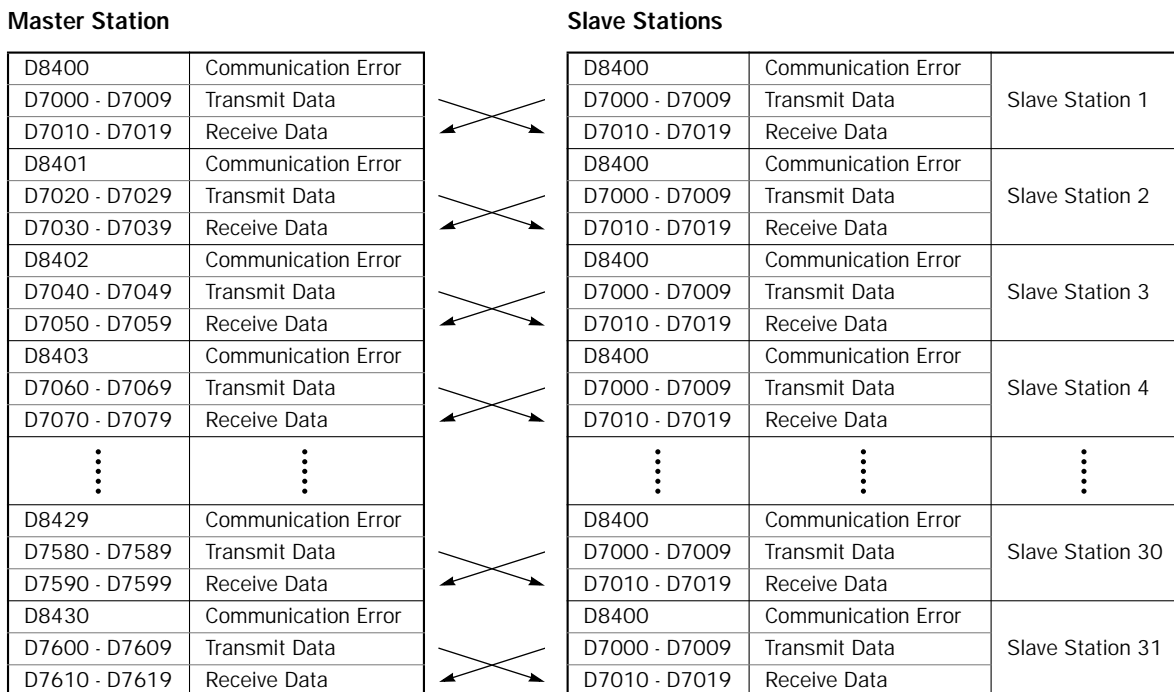 Master Station Slave Stations
D8400 Communication Error D8400 Communication Error
D7000 - D7009 Transmit Data D7000 - D7009 Transmit Data Slave Station 1
D7010 - D7019 Receive Data D7010 - D7019 Receive Data
D8401 Communication Error D8400 Communication Error
D7020 - D7029 Transmit Data D7000 - D7009 Transmit Data Slave Station 2
D7030 - D7039 Receive Data D7010 - D7019 Receive Data
D8402 Communication Error D8400 Communication Error
D7040 - D7049 Transmit Data D7000 - D7009 Transmit Data Slave Station 3
D7050 - D7059 Receive Data D7010 - D7019 Receive Data
D8403 Communication Error D8400 Communication Error
D7060 - D7069 Transmit Data D7000 - D7009 Transmit Data Slave Station 4
D7070 - D7079 Receive Data D7010 - D7019 Receive Data
D8429 Communication Error D8400 Communication Error
D7580 - D7589 Transmit Data D7000 - D7009 Transmit Data Slave Station 30
D7590 - D7599 Receive Data D7010 - D7019 Receive Data
D8430 Communication Error D8400 Communication Error
D7600 - D7609 Transmit Data D7000 - D7009 Transmit Data Slave Station 31
D7610 - D7619 Receive Data D7010 - D7019 Receive Data